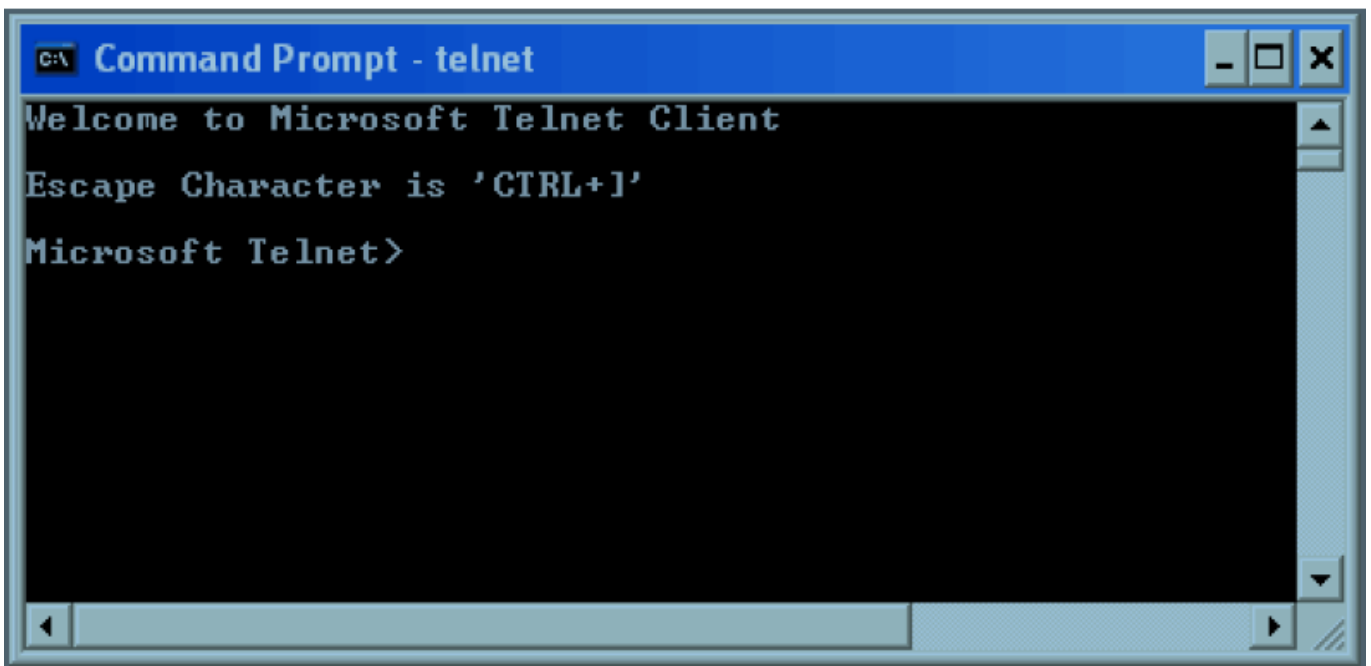 C:\ Command Prompt - telnet
Welcome to Microsoft Telnet Client
Escape Character is 'CTRL+]'
Microsoft Telnet>